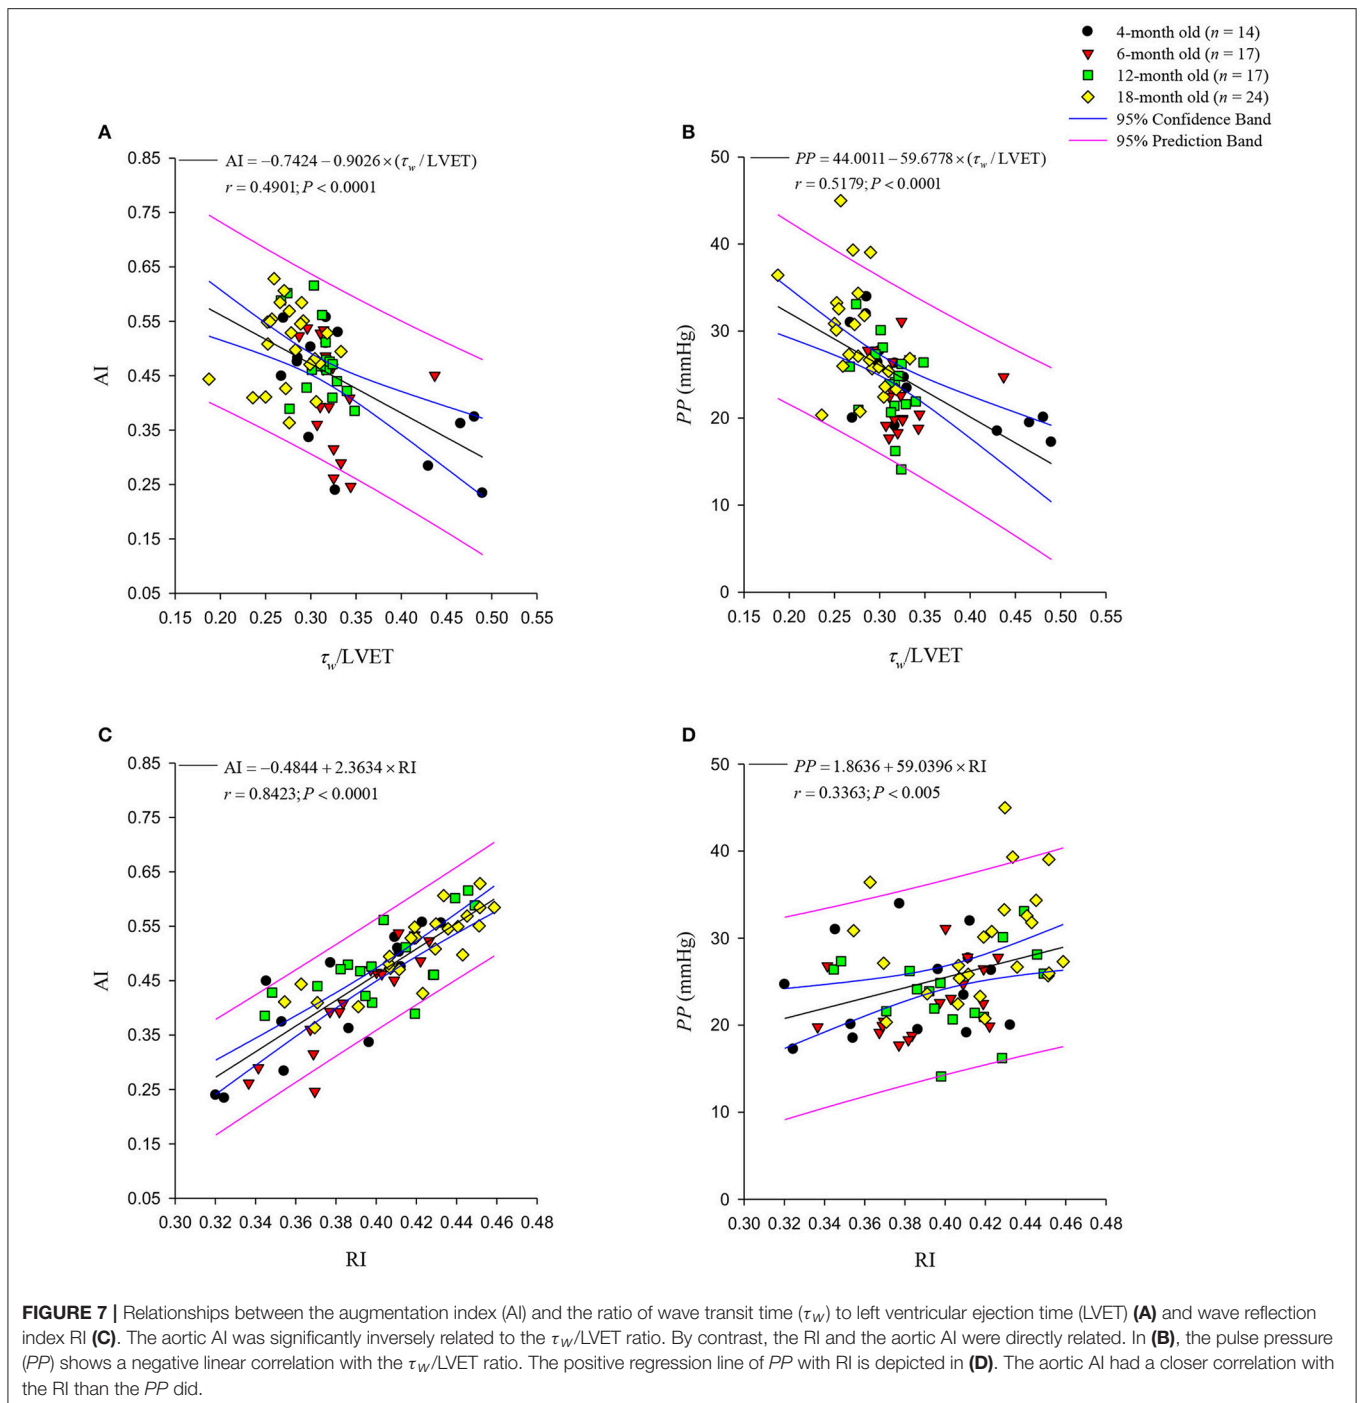 4-month old (n = 14)
6-month old (n = 17)
12-month old (n = 17)
18-month old (n = 24)
95% Confidence Band
95% Prediction Band
A
AI = −0.7424 − 0.9026 × (τw / LVET)
r = 0.4901; P < 0.0001
0.85
0.75
0.65
0.55
0.45
0.35
0.25
0.15
0.05
AI
0.15 0.20 0.25 0.30 0.35 0.40 0.45 0.50 0.55
τw/LVET
B
PP = 44.0011 − 59.6778 × (τw / LVET)
r = 0.5179; P < 0.0001
50
40
30
20
10
0
PP (mmHg)
0.15 0.20 0.25 0.30 0.35 0.40 0.45 0.50 0.55
τw/LVET
C
AI = −0.4844 + 2.3634 × RI
r = 0.8423; P < 0.0001
0.85
0.75
0.65
0.55
0.45
0.35
0.25
0.15
0.05
AI
0.30 0.32 0.34 0.36 0.38 0.40 0.42 0.44 0.46 0.48
RI
D
PP = 1.8636 + 59.0396 × RI
r = 0.3363; P < 0.005
50
40
30
20
10
0
PP (mmHg)
0.30 0.32 0.34 0.36 0.38 0.40 0.42 0.44 0.46 0.48
RI
FIGURE 7 | Relationships between the augmentation index (AI) and the ratio of wave transit time (τW) to left ventricular ejection time (LVET) (A) and wave reflection
index RI (C). The aortic AI was significantly inversely related to the τW/LVET ratio. By contrast, the RI and the aortic AI were directly related. In (B), the pulse pressure
(PP) shows a negative linear correlation with the τW/LVET ratio. The positive regression line of PP with RI is depicted in (D). The aortic AI had a closer correlation with
the RI than the PP did.